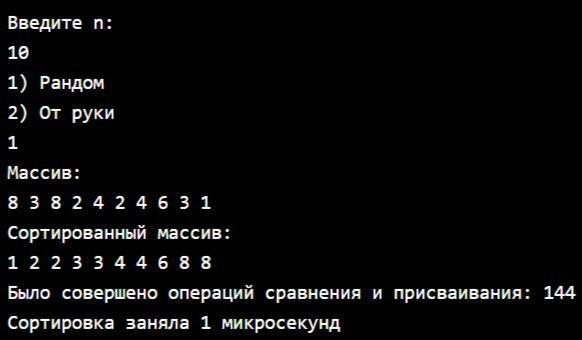 Введите n:
10
1) Рандом
2) От руки
1
Массив:
8 3 8 2 4 2 4 6 3 1
Сортированный массив:
1 2 2 3 3 4 4 6 8 8
Было совершено операций сравнения и присваивания: 144
Сортировка заняла 1 микросекунд